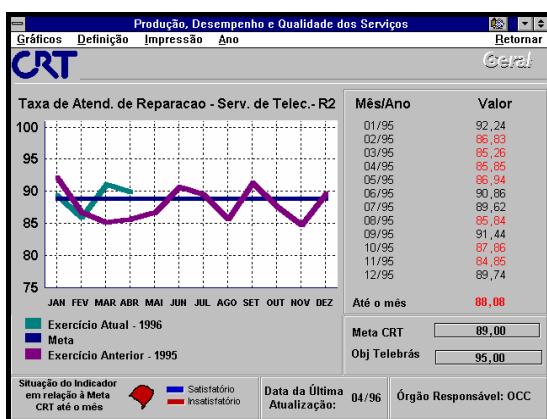 Produção, Desempenho e Qualidade dos Serviços
Gráficos Definição Impressão Ano Retornar
CRT Geral
Taxa de Atend. de Reparacao - Serv. de Telec.- R2
100
95
90
85
80
75
JAN FEV MAR ABR MAI JUN JUL AGO SET OUT NOV DEZ
Exercício Atual - 1996
Meta
Exercício Anterior - 1995
Mês/Ano Valor
01/95 92,24
02/95 86,83
03/95 85,26
04/95 85,85
05/95 86,94
06/95 90,86
07/95 89,62
08/95 85,84
09/95 91,44
10/95 87,86
11/95 84,85
12/95 89,74
Até o mês 88,08
Meta CRT 89,00
Obj Telebrás 95,00
Situação do Indicador
em relação à Meta
CRT até o mês
Satisfatório
Insatisfatório
Data da Última
Atualização:
04/96
Órgão Responsável: OCC